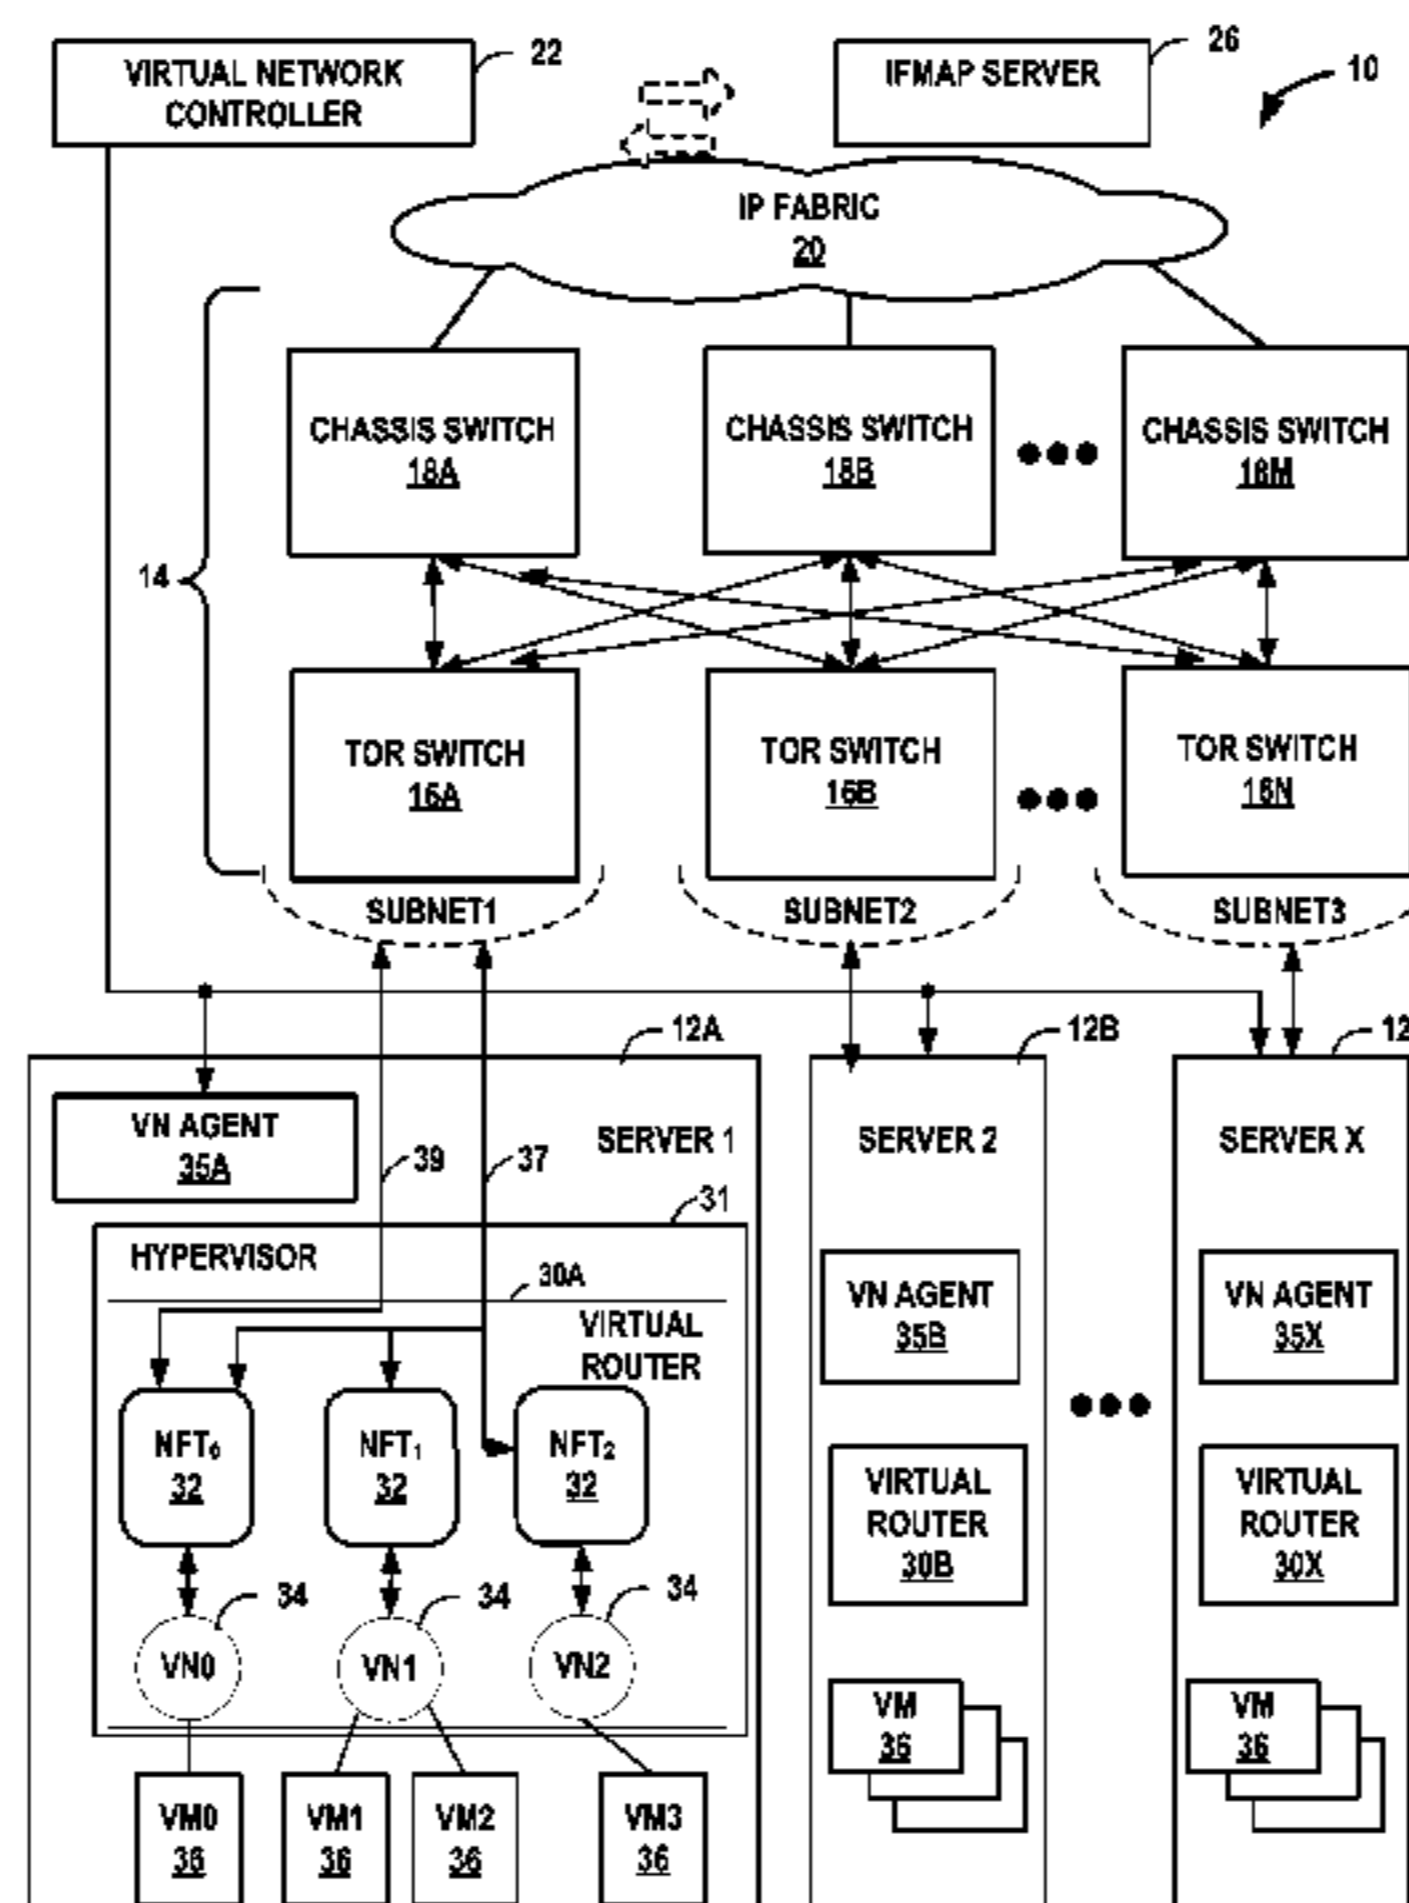 VIRTUAL NETWORK
CONTROLLER
22
IFMAP SERVER
26
10
IP FABRIC
20
14
CHASSIS SWITCH
18A
CHASSIS SWITCH
18B
CHASSIS SWITCH
18M
TOR SWITCH
16A
TOR SWITCH
16B
TOR SWITCH
16N
SUBNET1
SUBNET2
SUBNET3
12A
12B
12
VN AGENT
35A
SERVER 1
39
37
31
HYPERVISOR
30A
VIRTUAL
ROUTER
NFT₀
32
NFT₁
32
NFT₂
32
34
34
34
VN0
VN1
VN2
VM0
36
VM1
36
VM2
36
VM3
36
SERVER 2
VN AGENT
35B
VIRTUAL
ROUTER
30B
VM
36
SERVER X
VN AGENT
35X
VIRTUAL
ROUTER
30X
VM
36